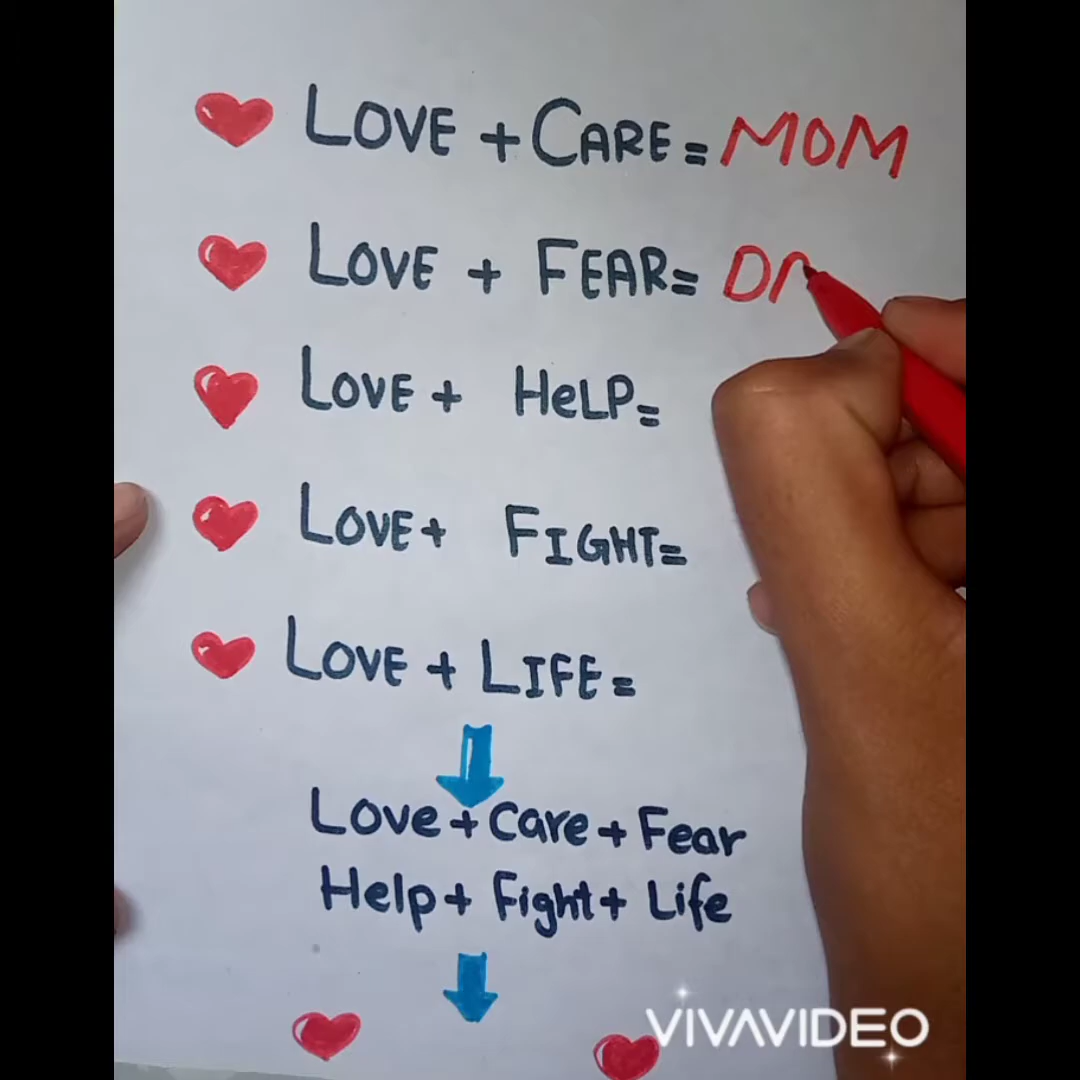 LOVE + CARE = MOM
LOVE + FEAR =
LOVE + HeLP =
LOVE + FIGHT =
LOVE + LIFE =
Love + Care + Fear
Help + Fight + Life
VIVAVIDEO